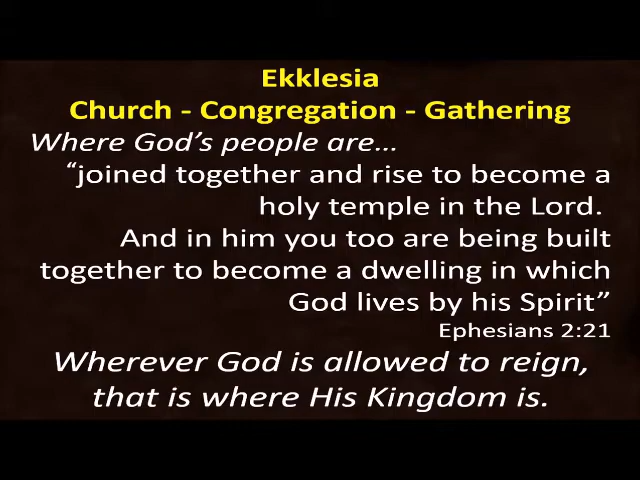 Ekklesia
Church - Congregation - Gathering
Where God's people are...
“joined together and rise to become a
holy temple in the Lord.
And in him you too are being built
together to become a dwelling in which
God lives by his Spirit”
Ephesians 2:21
Wherever God is allowed to reign,
that is where His Kingdom is.